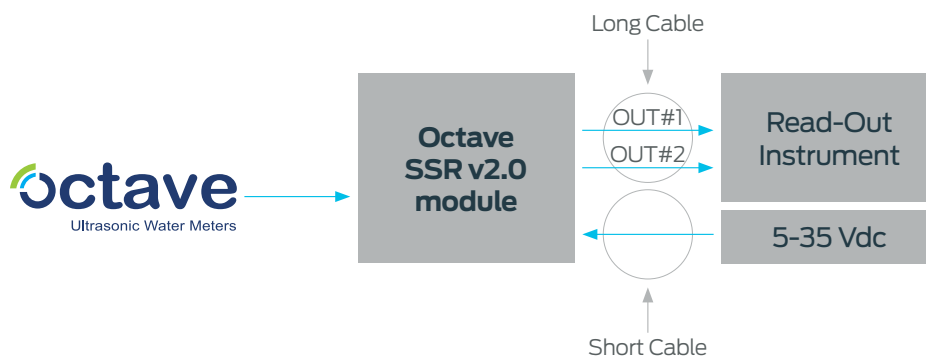 Long Cable
OUT#1
OUT#2
Octave
SSR v2.0
module
Read-Out
Instrument
octave
Ultrasonic Water Meters
5-35 Vdc
Short Cable